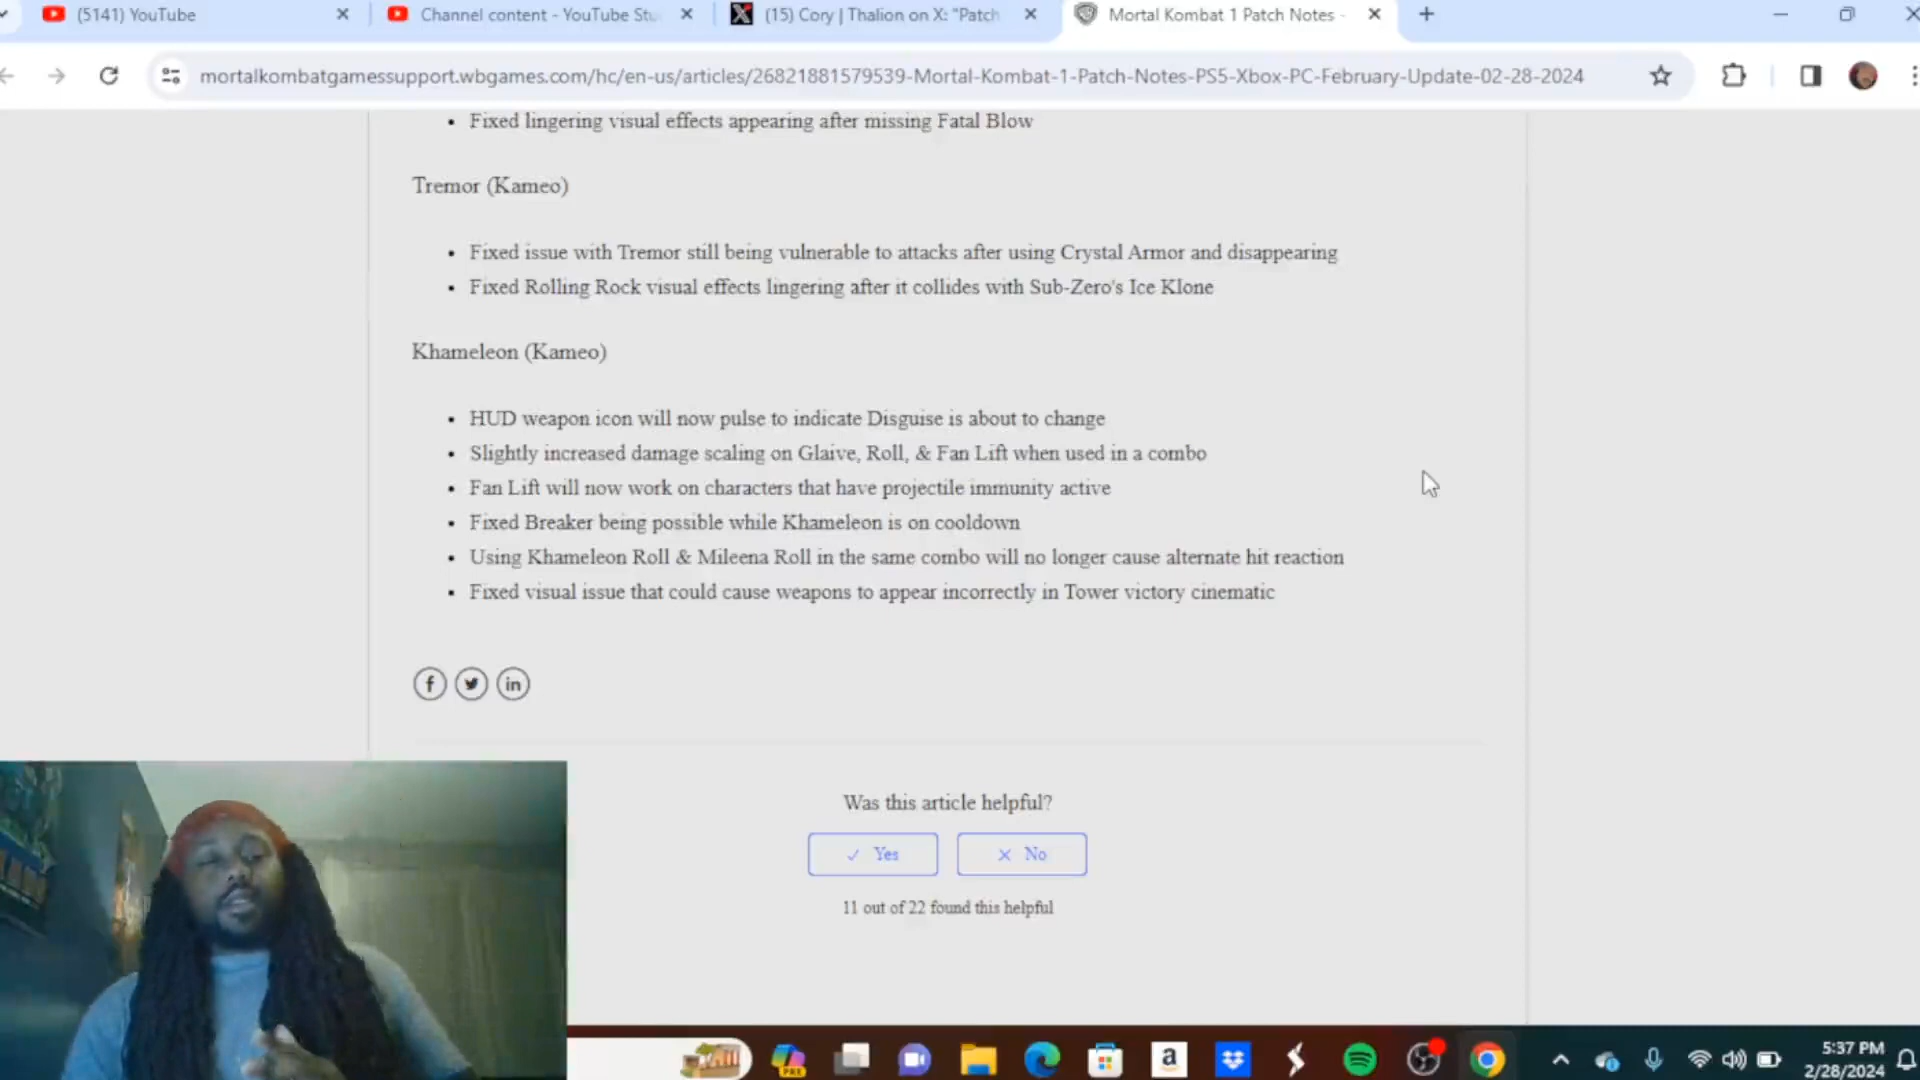 (5141) YouTube
Channel content - YouTube Stu
(15) Cory | Thalion on X: "Patch
Mortal Kombat 1 Patch Notes -
mortalkombatgamessupport.wbgames.com/hc/en-us/articles/26821881579539-Mortal-Kombat-1-Patch-Notes-PS5-Xbox-PC-February-Update-02-28-2024
• Fixed lingering visual effects appearing after missing Fatal Blow
Tremor (Kameo)
• Fixed issue with Tremor still being vulnerable to attacks after using Crystal Armor and disappearing
• Fixed Rolling Rock visual effects lingering after it collides with Sub-Zero's Ice Klone
Khameleon (Kameo)
• HUD weapon icon will now pulse to indicate Disguise is about to change
• Slightly increased damage scaling on Glaive, Roll, & Fan Lift when used in a combo
• Fan Lift will now work on characters that have projectile immunity active
• Fixed Breaker being possible while Khameleon is on cooldown
• Using Khameleon Roll & Mileena Roll in the same combo will no longer cause alternate hit reaction
• Fixed visual issue that could cause weapons to appear incorrectly in Tower victory cinematic
Was this article helpful?
Yes
No
11 out of 22 found this helpful
PRE
5:37 PM
2/28/2024